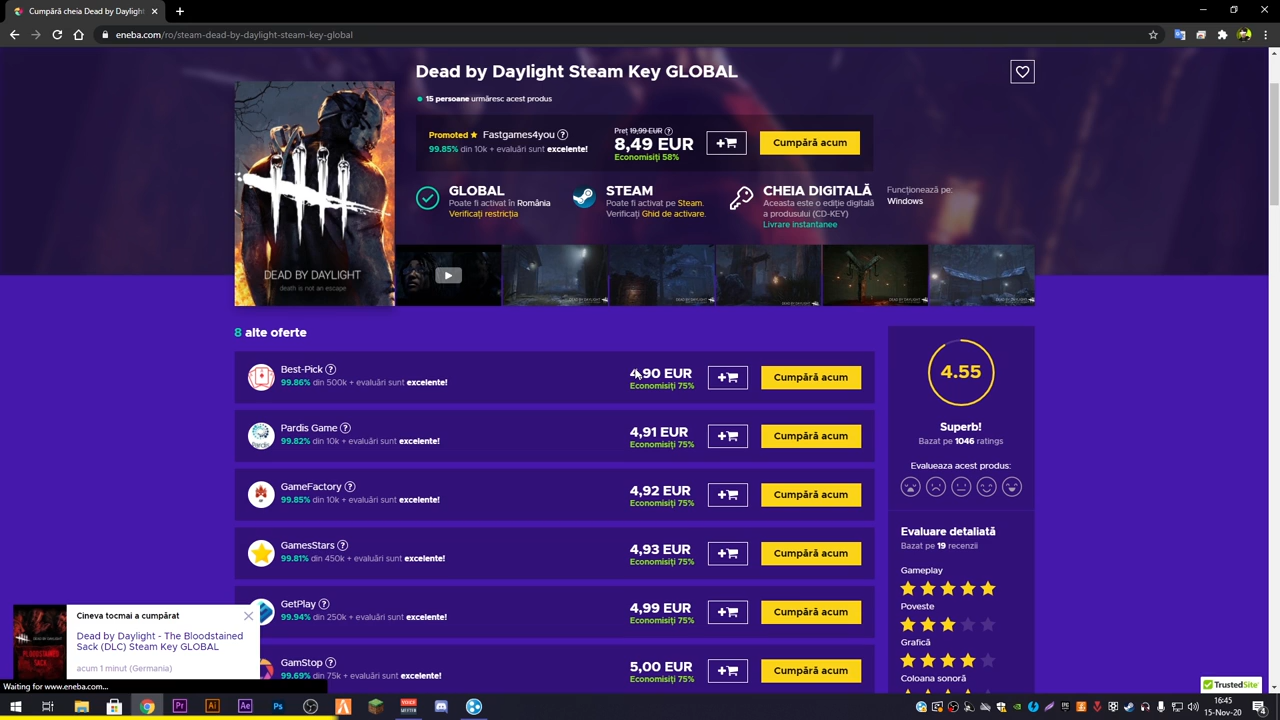 Cumpără cheia Dead by Daylight
eneba.com/ro/steam-dead-by-daylight-steam-key-global
Dead by Daylight Steam Key GLOBAL
15 persoane urmăresc acest produs
Promoted ★ Fastgames4you
99.85% din 10k + evaluări sunt excelente!
Preț 19,99 EUR
8,49 EUR
Economisiți 58%
Cumpără acum
GLOBAL
Poate fi activat în România
Verificați restricția
STEAM
Poate fi activat pe Steam.
Verificați Ghid de activare.
CHEIA DIGITALĂ
Aceasta este o ediție digitală
a produsului (CD-KEY)
Livrare instantanee
Funcționează pe:
Windows
DEAD BY DAYLIGHT
death is not an escape
8 alte oferte
Best-Pick
99.86% din 500k + evaluări sunt excelente!
4,90 EUR
Economisiți 75%
Cumpără acum
Pardis Game
99.82% din 10k + evaluări sunt excelente!
4,91 EUR
Economisiți 75%
Cumpără acum
GameFactory
99.85% din 10k + evaluări sunt excelente!
4,92 EUR
Economisiți 75%
Cumpără acum
GamesStars
99.81% din 450k + evaluări sunt excelente!
4,93 EUR
Economisiți 75%
Cumpără acum
GetPlay
99.94% din 250k + evaluări sunt excelente!
4,99 EUR
Economisiți 75%
Cumpără acum
GamStop
99.69% din 75k + evaluări sunt excelente!
5,00 EUR
Economisiți 75%
Cumpără acum
4.55
Superb!
Bazat pe 1046 ratings
Evalueaza acest produs:
Evaluare detaliată
Bazat pe 19 recenzii
Gameplay
Poveste
Grafică
Coloana sonoră
Cineva tocmai a cumpărat
Dead by Daylight - The Bloodstained
Sack (DLC) Steam Key GLOBAL
acum 1 minut (Germania)
BLOODSTAINED
SACK
Waiting for www.eneba.com...
TrustedSite
16:45
15-Nov-20